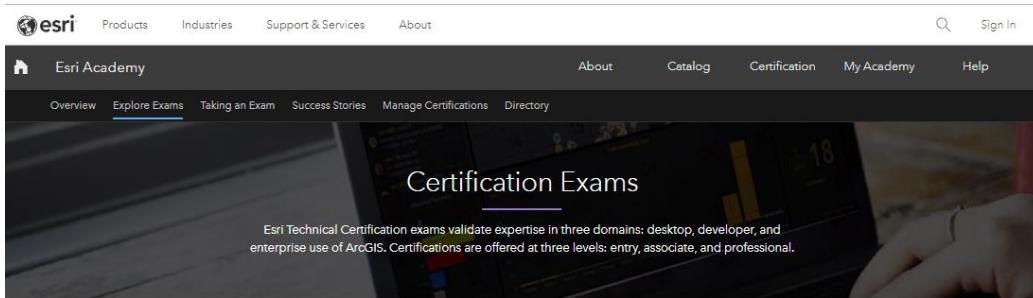 esri Products Industries Support & Services About Sign In
Esri Academy About Catalog Certification My Academy Help
Overview Explore Exams Taking an Exam Success Stories Manage Certifications Directory
Certification Exams
Esri Technical Certification exams validate expertise in three domains: desktop, developer, and
enterprise use of ArcGIS. Certifications are offered at three levels: entry, associate, and professional.
18